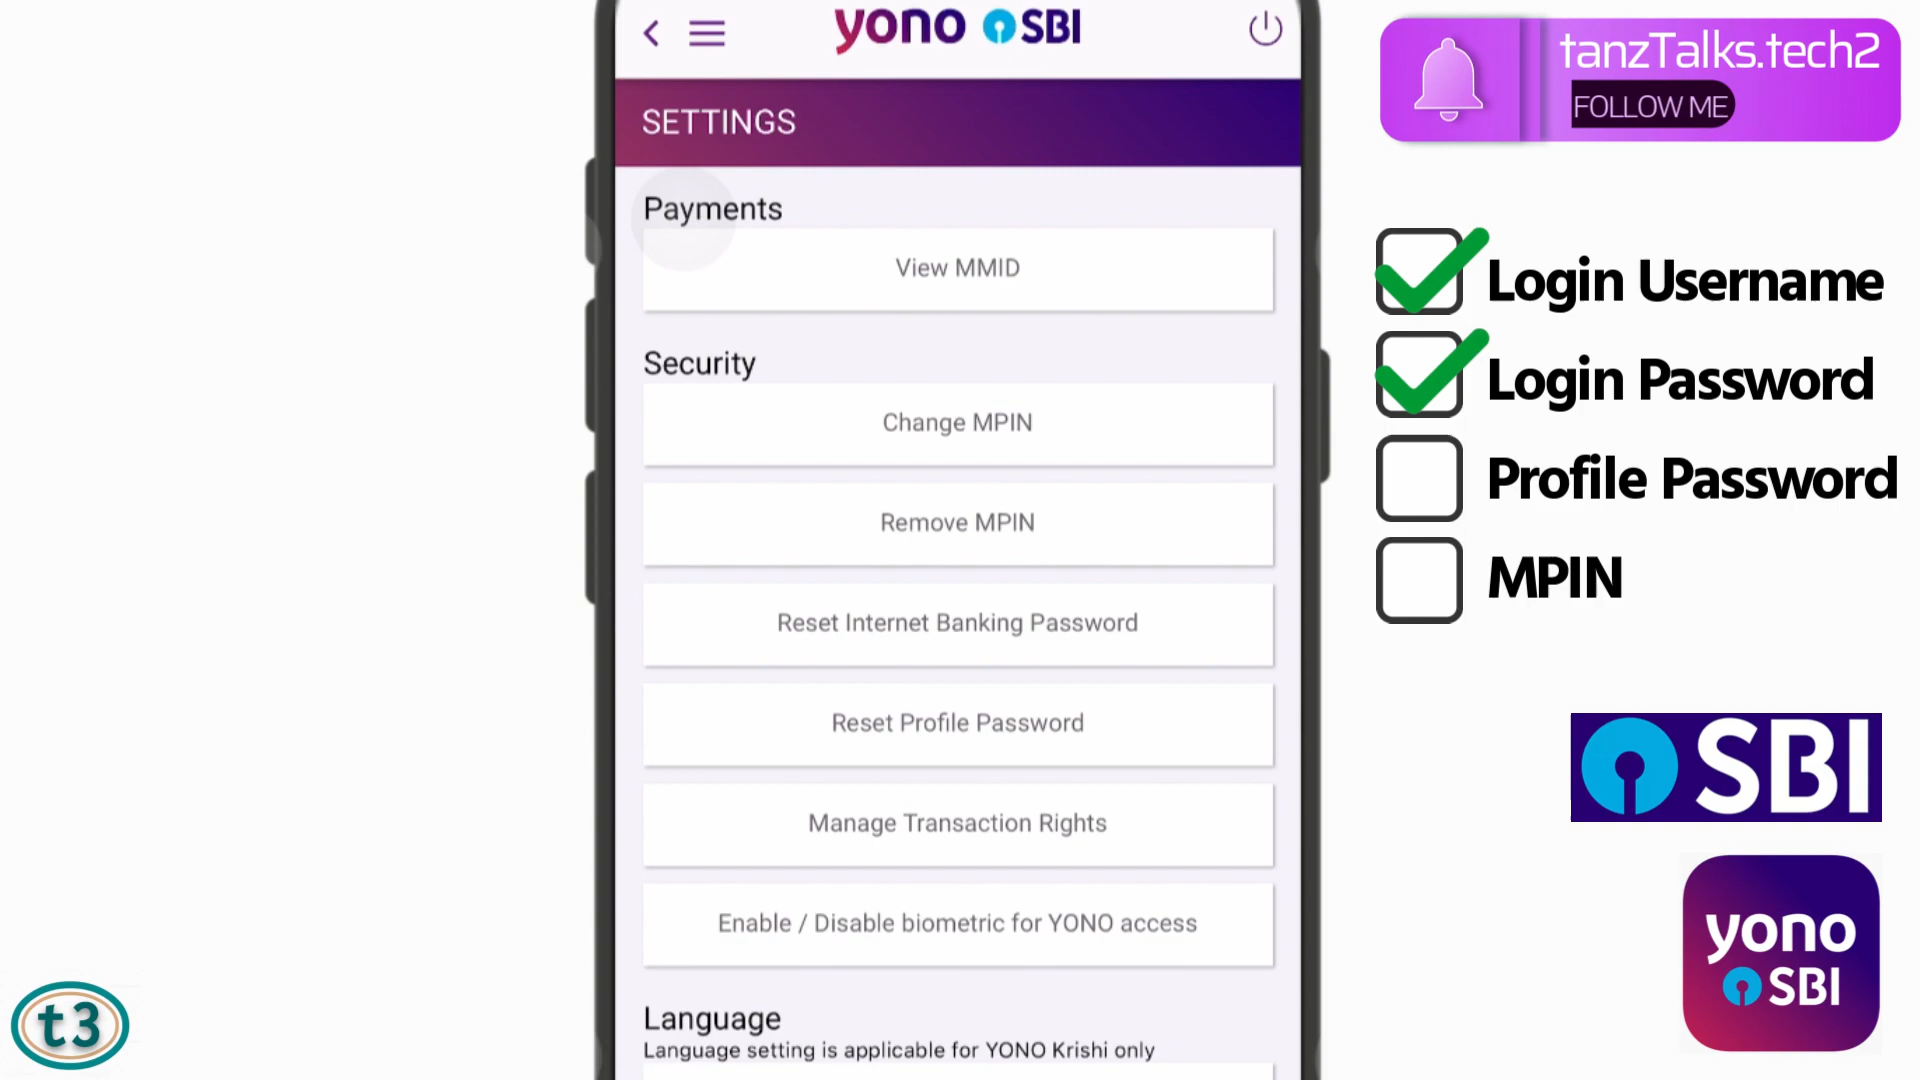 yono SBI
SETTINGS
Payments
View MMID
Security
Change MPIN
Remove MPIN
Reset Internet Banking Password
Reset Profile Password
Manage Transaction Rights
Enable / Disable biometric for YONO access
Language
Language setting is applicable for YONO Krishi only
tanzTalks.tech2
FOLLOW ME
Login Username
Login Password
Profile Password
MPIN
SBI
yono
SBI
t3